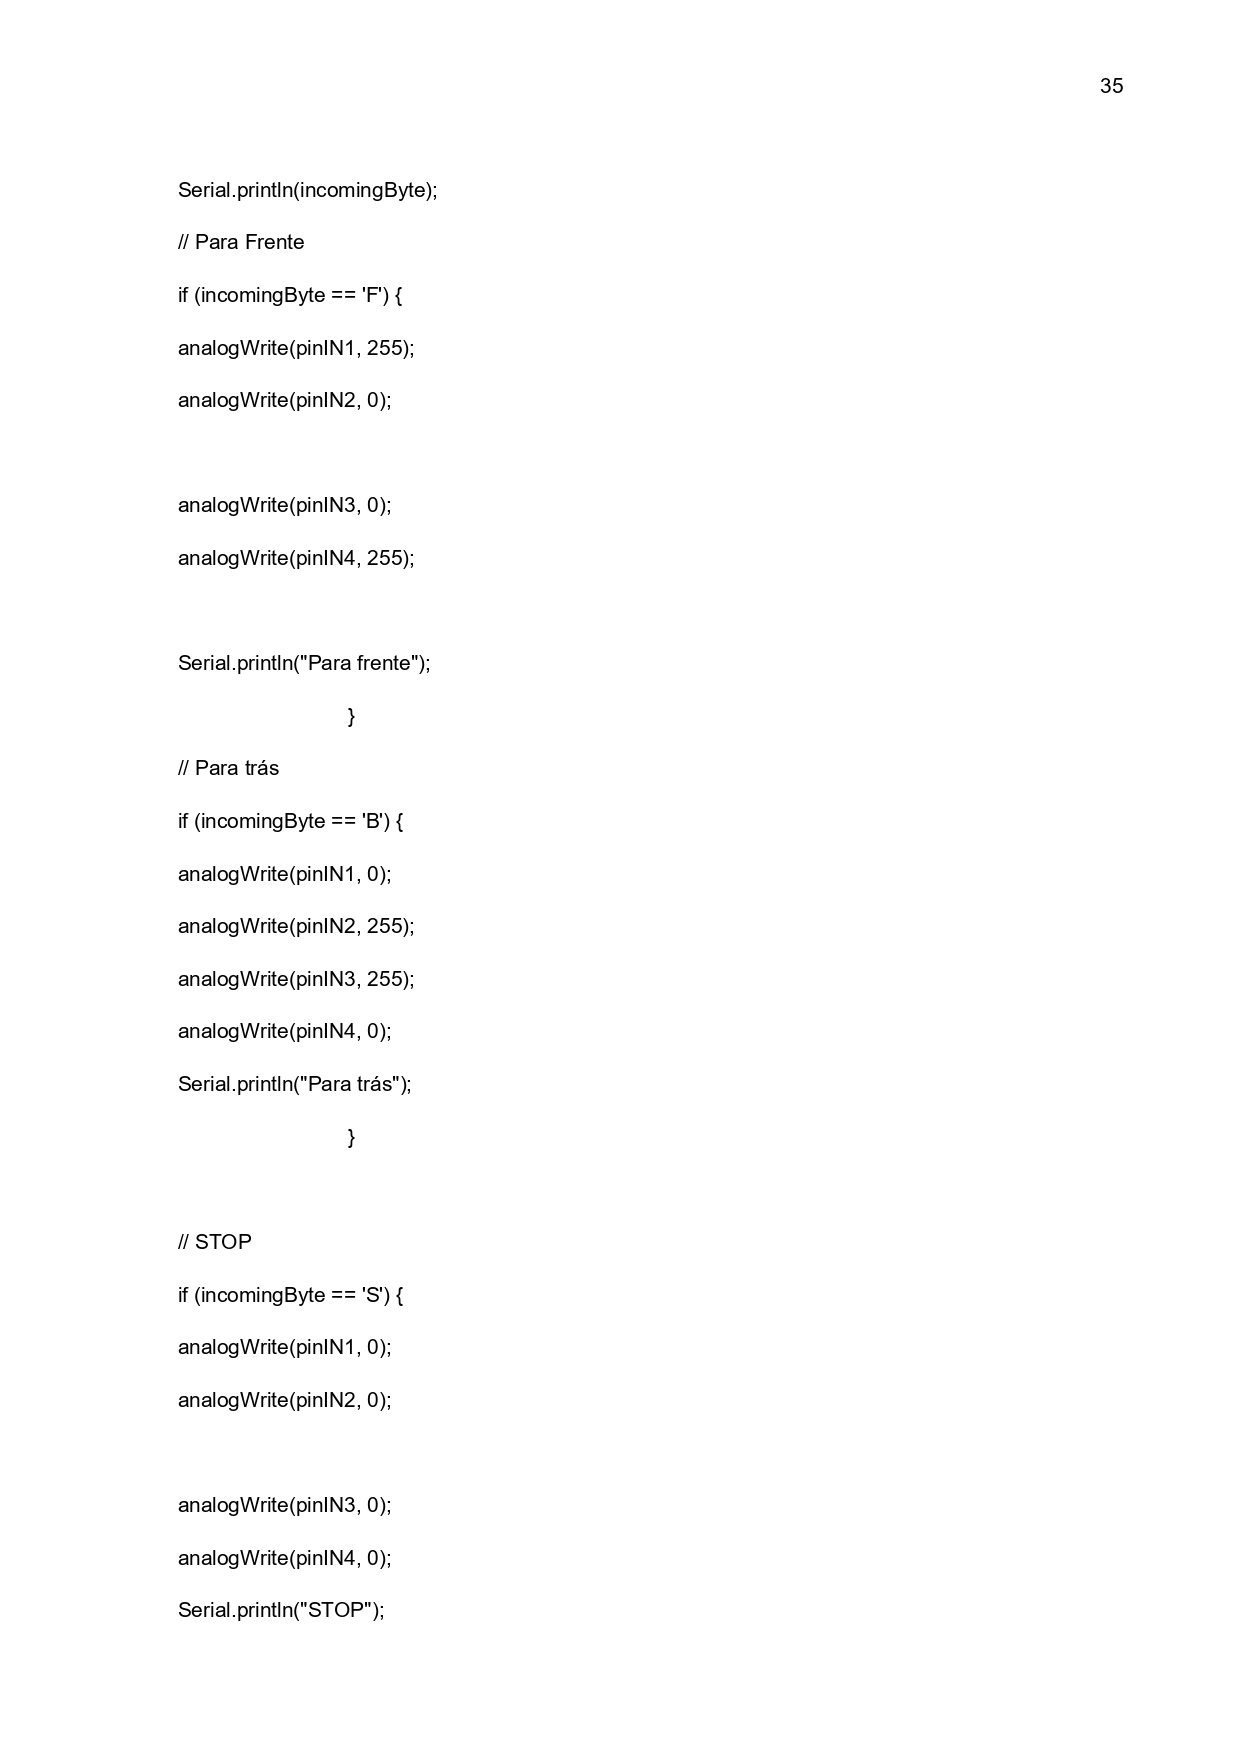 35
Serial.println(incomingByte);
// Para Frente
if (incomingByte == 'F') {
analogWrite(pinIN1, 255);
analogWrite(pinIN2, 0);
analogWrite(pinIN3, 0);
analogWrite(pinIN4, 255);
Serial.println("Para frente");
}
// Para trás
if (incomingByte == 'B') {
analogWrite(pinIN1, 0);
analogWrite(pinIN2, 255);
analogWrite(pinIN3, 255);
analogWrite(pinIN4, 0);
Serial.println("Para trás");
}
// STOP
if (incomingByte == 'S') {
analogWrite(pinIN1, 0);
analogWrite(pinIN2, 0);
analogWrite(pinIN3, 0);
analogWrite(pinIN4, 0);
Serial.println("STOP");